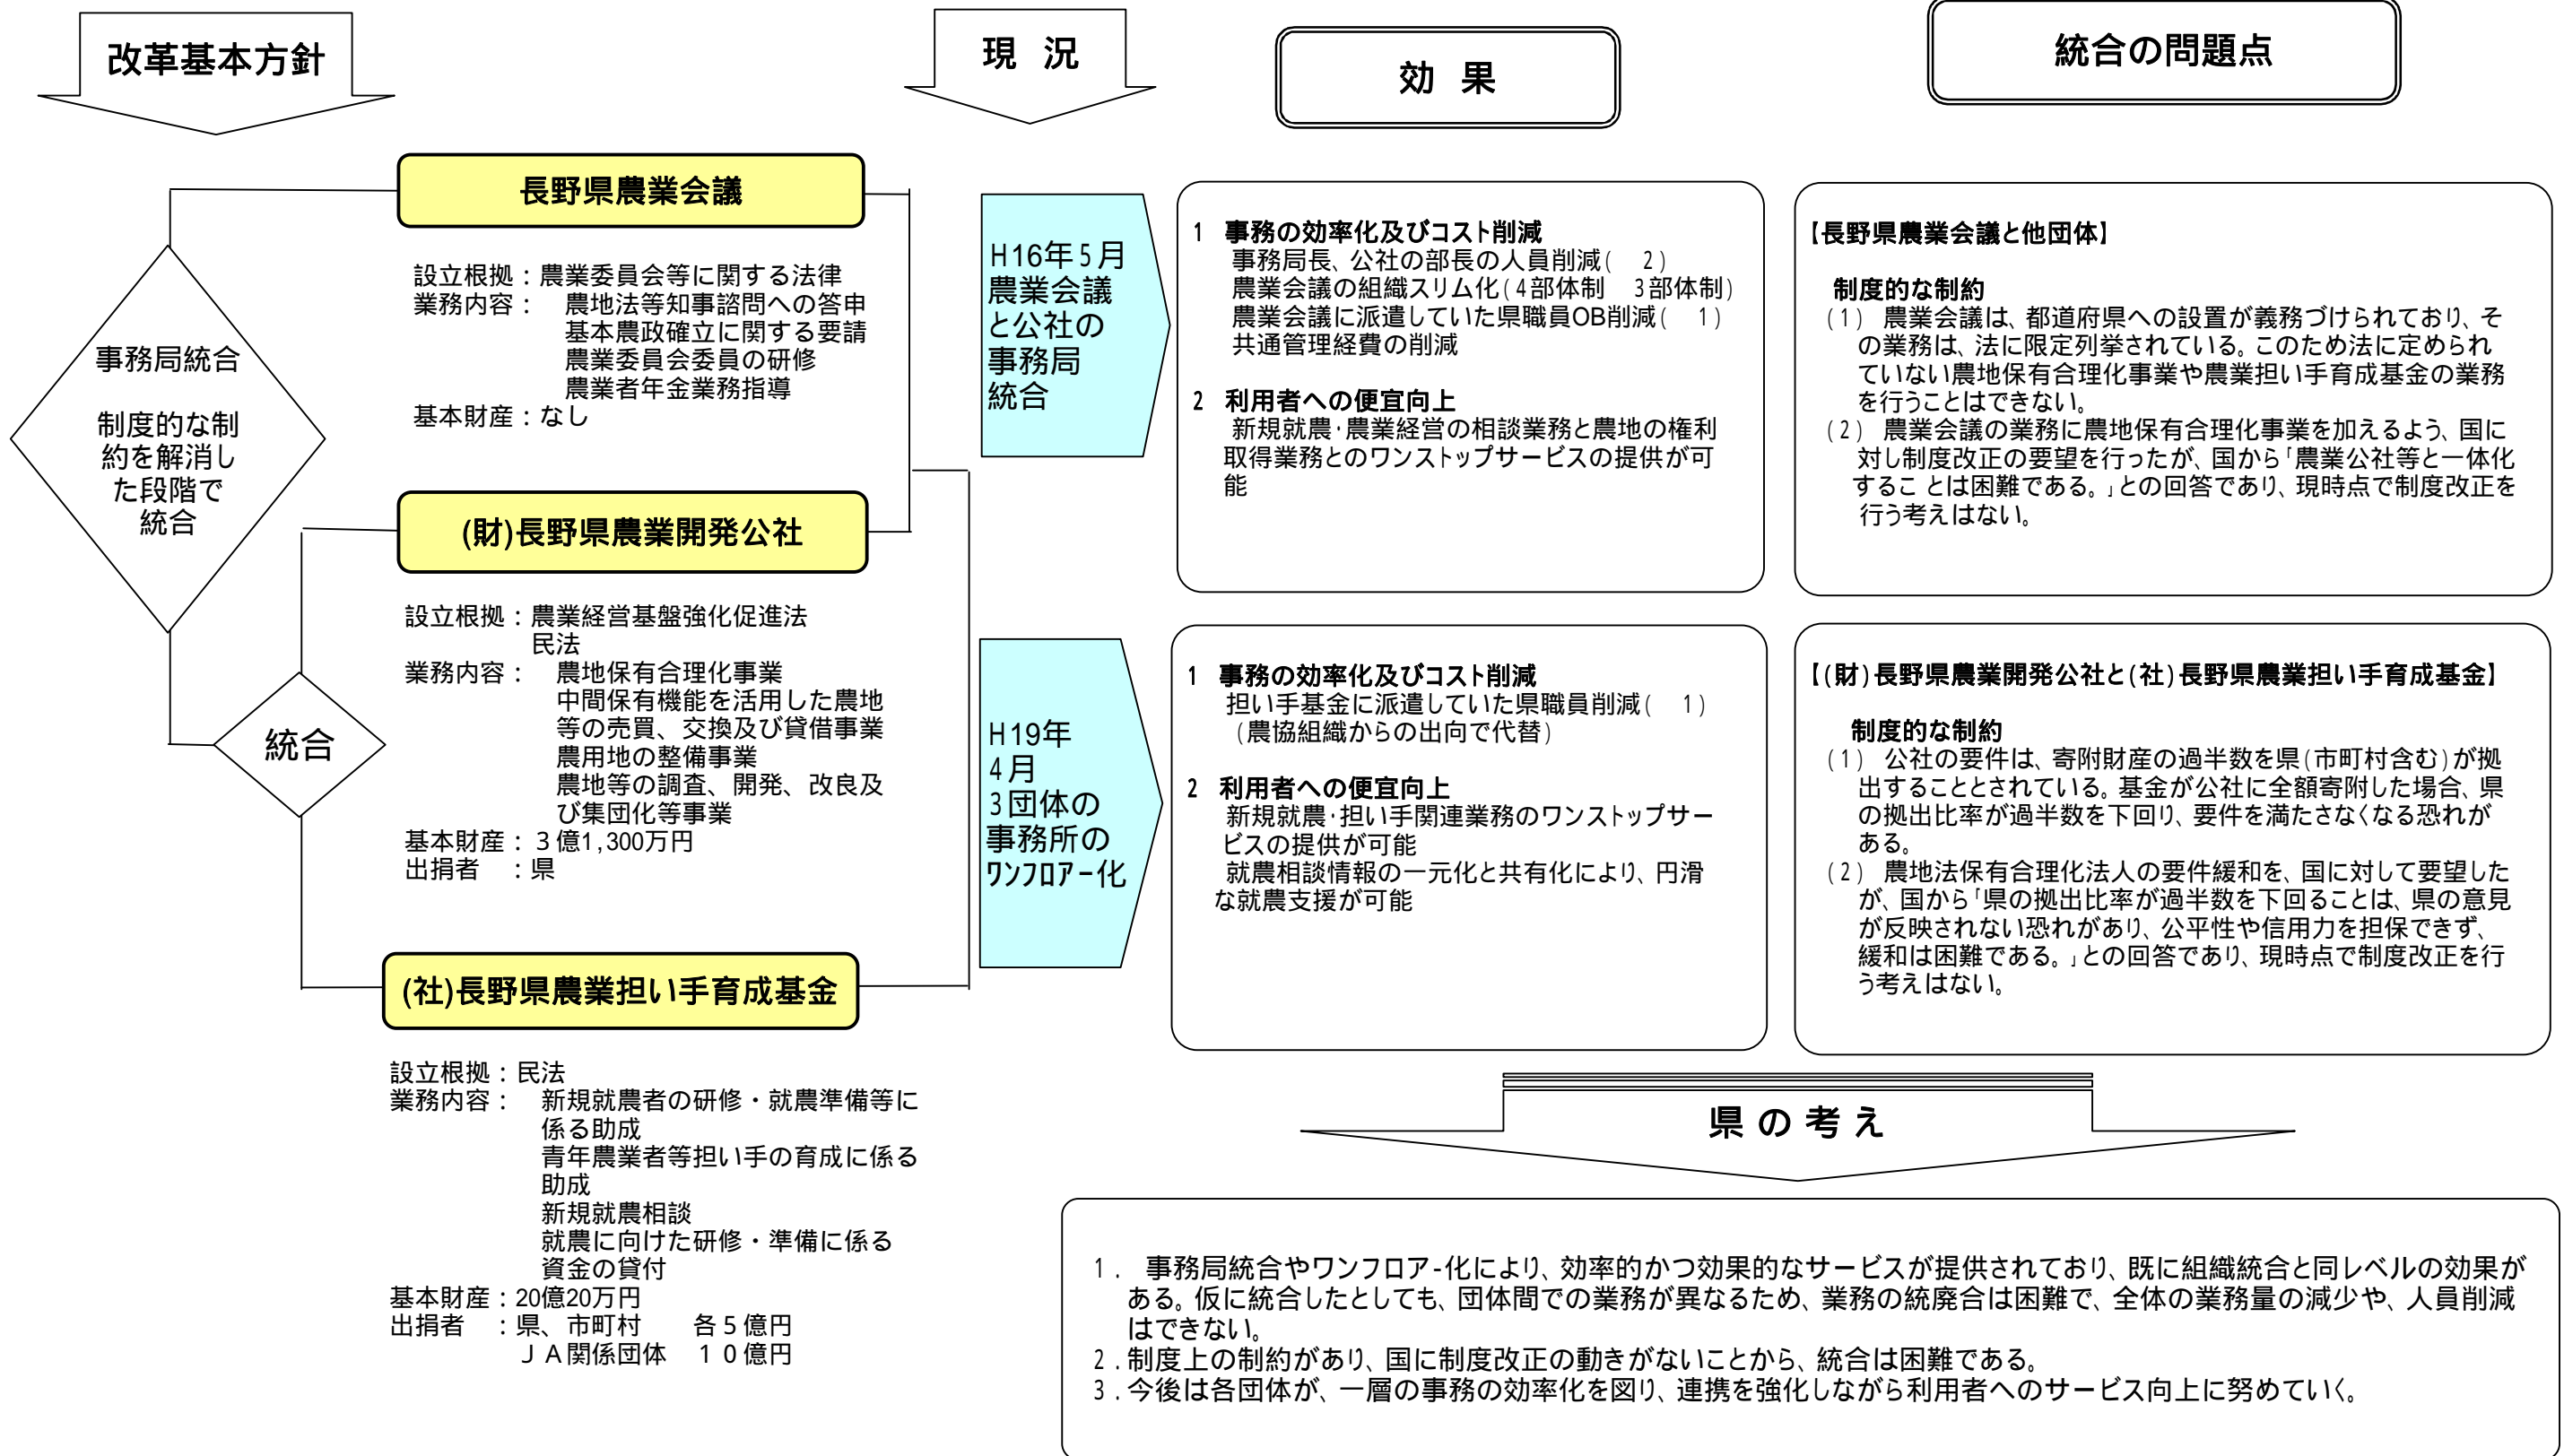 改革基本方針
現 況
効 果
統合の問題点
事務局統合
制度的な制
約を解消し
た段階で
統合
統合
長野県農業会議
設立根拠：農業委員会等に関する法律
業務内容：　農地法等知事諮問への答申
基本農政確立に関する要請
農業委員会委員の研修
農業者年金業務指導
基本財産：なし
(財)長野県農業開発公社
設立根拠：農業経営基盤強化促進法
民法
業務内容：　農地保有合理化事業
中間保有機能を活用した農地
等の売買、交換及び貸借事業
農用地の整備事業
農地等の調査、開発、改良及
び集団化等事業
基本財産：３億1,300万円
出捐者　：県
(社)長野県農業担い手育成基金
設立根拠：民法
業務内容：　新規就農者の研修・就農準備等に
係る助成
青年農業者等担い手の育成に係る
助成
新規就農相談
就農に向けた研修・準備に係る
資金の貸付
基本財産：20億20万円
出捐者　：県、市町村　　各５億円
ＪＡ関係団体　１０億円
H16年5月
農業会議
と公社の
事務局
統合
H19年
4月
3団体の
事務所の
ﾜﾝﾌﾛｱｰ化
1 事務の効率化及びコスト削減
事務局長、公社の部長の人員削減(　2)
農業会議の組織スリム化(4部体制　3部体制)
農業会議に派遣していた県職員OB削減(　1)
共通管理経費の削減
2 利用者への便宜向上
新規就農･農業経営の相談業務と農地の権利
取得業務とのワンストップサービスの提供が可
能
1 事務の効率化及びコスト削減
担い手基金に派遣していた県職員削減(　1)
(農協組織からの出向で代替)
2 利用者への便宜向上
新規就農･担い手関連業務のワンストップサー
ビスの提供が可能
就農相談情報の一元化と共有化により、円滑
な就農支援が可能
【長野県農業会議と他団体】
制度的な制約
(1) 農業会議は、都道府県への設置が義務づけられており、そ
の業務は、法に限定列挙されている。このため法に定められ
ていない農地保有合理化事業や農業担い手育成基金の業務
を行うことはできない。
(2) 農業会議の業務に農地保有合理化事業を加えるよう、国に
対し制度改正の要望を行ったが、国から「農業公社等と一体化
するこ とは困難である。」との回答であり、現時点で制度改正を
行う考えはない。
【(財)長野県農業開発公社と(社)長野県農業担い手育成基金】
制度的な制約
(1) 公社の要件は、寄附財産の過半数を県(市町村含む)が拠
出することとされている。基金が公社に全額寄附した場合、県
の拠出比率が過半数を下回り、要件を満たさなくなる恐れが
ある。
(2) 農地法保有合理化法人の要件緩和を、国に対して要望した
が、国から「県の拠出比率が過半数を下回ることは、県の意見
が反映されない恐れがあり、公平性や信用力を担保できず、
緩和は困難である。」との回答であり、現時点で制度改正を行
う考えはない。
県 の 考 え
1. 事務局統合やワンフロア-化により、効率的かつ効果的なサービスが提供されており、既に組織統合と同レベルの効果が
ある。仮に統合したとしても、団体間での業務が異なるため、業務の統廃合は困難で、全体の業務量の減少や、人員削減
はできない。
2.制度上の制約があり、国に制度改正の動きがないことから、統合は困難である。
3.今後は各団体が、一層の事務の効率化を図り、連携を強化しながら利用者へのサービス向上に努めていく。